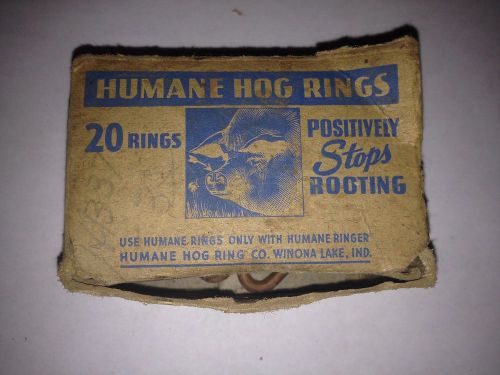 HUMANE HOG RINGS
20 RINGS
POSITIVELY
Stops
ROOTING
USE HUMANE RINGS ONLY WITH HUMANE RINGER
HUMANE HOG RING CO. WINONA LAKE, IND.